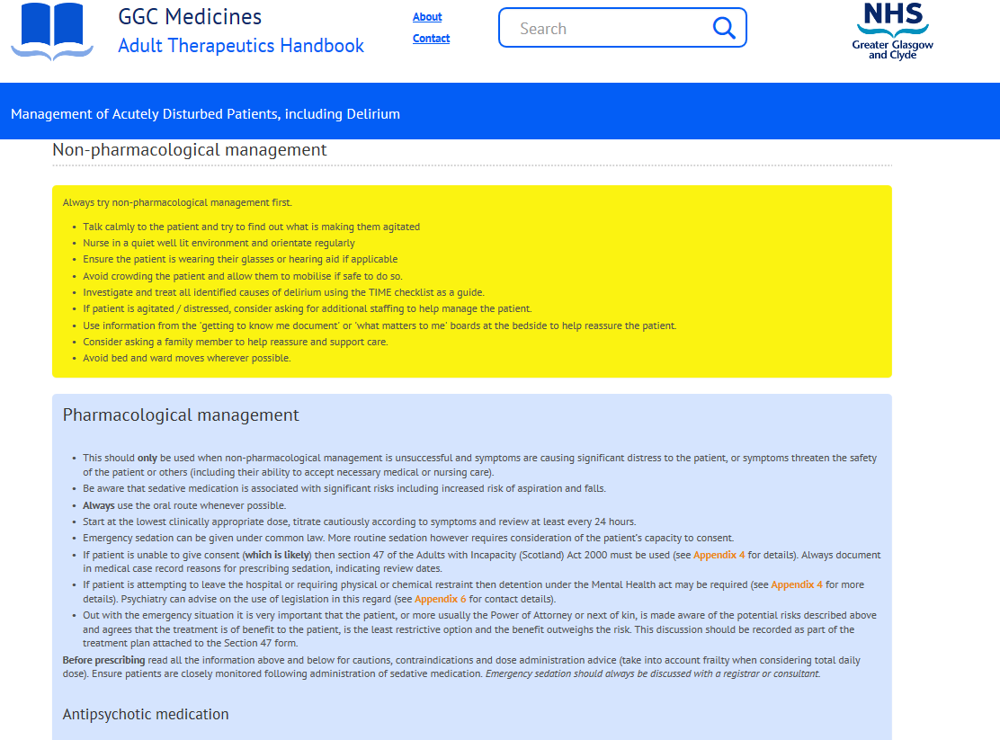 GGC Medicines
Adult Therapeutics Handbook
About
Contact
Search
NHS
Greater Glasgow
and Clyde
Management of Acutely Disturbed Patients, including Delirium
Non-pharmacological management
Always try non-pharmacological management first.
• Talk calmly to the patient and try to find out what is making them agitated
• Nurse in a quiet well lit environment and orientate regularly
• Ensure the patient is wearing their glasses or hearing aid if applicable
• Avoid crowding the patient and allow them to mobilise if safe to do so.
• Investigate and treat all identified causes of delirium using the TIME checklist as a guide.
• If patient is agitated / distressed, consider asking for additional staffing to help manage the patient.
• Use information from the 'getting to know me document' or 'what matters to me' boards at the bedside to help reassure the patient.
• Consider asking a family member to help reassure and support care.
• Avoid bed and ward moves wherever possible.
Pharmacological management
• This should only be used when non-pharmacological management is unsuccessful and symptoms are causing significant distress to the patient, or symptoms threaten the safety
of the patient or others (including their ability to accept necessary medical or nursing care).
• Be aware that sedative medication is associated with significant risks including increased risk of aspiration and falls.
• Always use the oral route whenever possible.
• Start at the lowest clinically appropriate dose, titrate cautiously according to symptoms and review at least every 24 hours.
• Emergency sedation can be given under common law. More routine sedation however requires consideration of the patient's capacity to consent.
• If patient is unable to give consent (which is likely) then section 47 of the Adults with Incapacity (Scotland) Act 2000 must be used (see Appendix 4 for details). Always document
in medical case record reasons for prescribing sedation, indicating review dates.
• If patient is attempting to leave the hospital or requiring physical or chemical restraint then detention under the Mental Health act may be required (see Appendix 4 for more
details). Psychiatry can advise on the use of legislation in this regard (see Appendix 6 for contact details).
• Out with the emergency situation it is very important that the patient, or more usually the Power of Attorney or next of kin, is made aware of the potential risks described above
and agrees that the treatment is of benefit to the patient, is the least restrictive option and the benefit outweighs the risk. This discussion should be recorded as part of the
treatment plan attached to the Section 47 form.
Before prescribing read all the information above and below for cautions, contraindications and dose administration advice (take into account frailty when considering total daily
dose). Ensure patients are closely monitored following administration of sedative medication. Emergency sedation should always be discussed with a registrar or consultant.
Antipsychotic medication